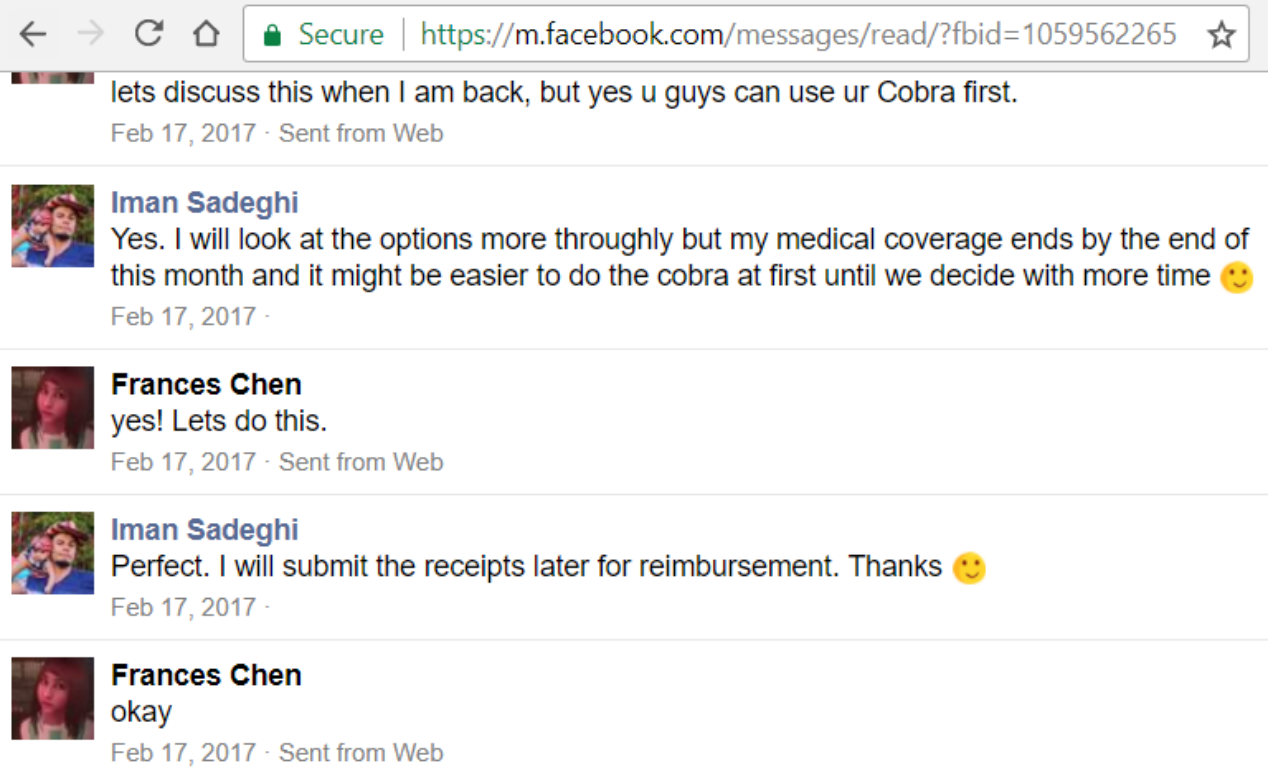 Secure https://m.facebook.com/messages/read/?fbid=1059562265
lets discuss this when I am back, but yes u guys can use ur Cobra first.
Feb 17, 2017 · Sent from Web
Iman Sadeghi
Yes. I will look at the options more throughly but my medical coverage ends by the end of
this month and it might be easier to do the cobra at first until we decide with more time 🙂
Feb 17, 2017 ·
Frances Chen
yes! Lets do this.
Feb 17, 2017 · Sent from Web
Iman Sadeghi
Perfect. I will submit the receipts later for reimbursement. Thanks 🙂
Feb 17, 2017 ·
Frances Chen
okay
Feb 17, 2017 · Sent from Web